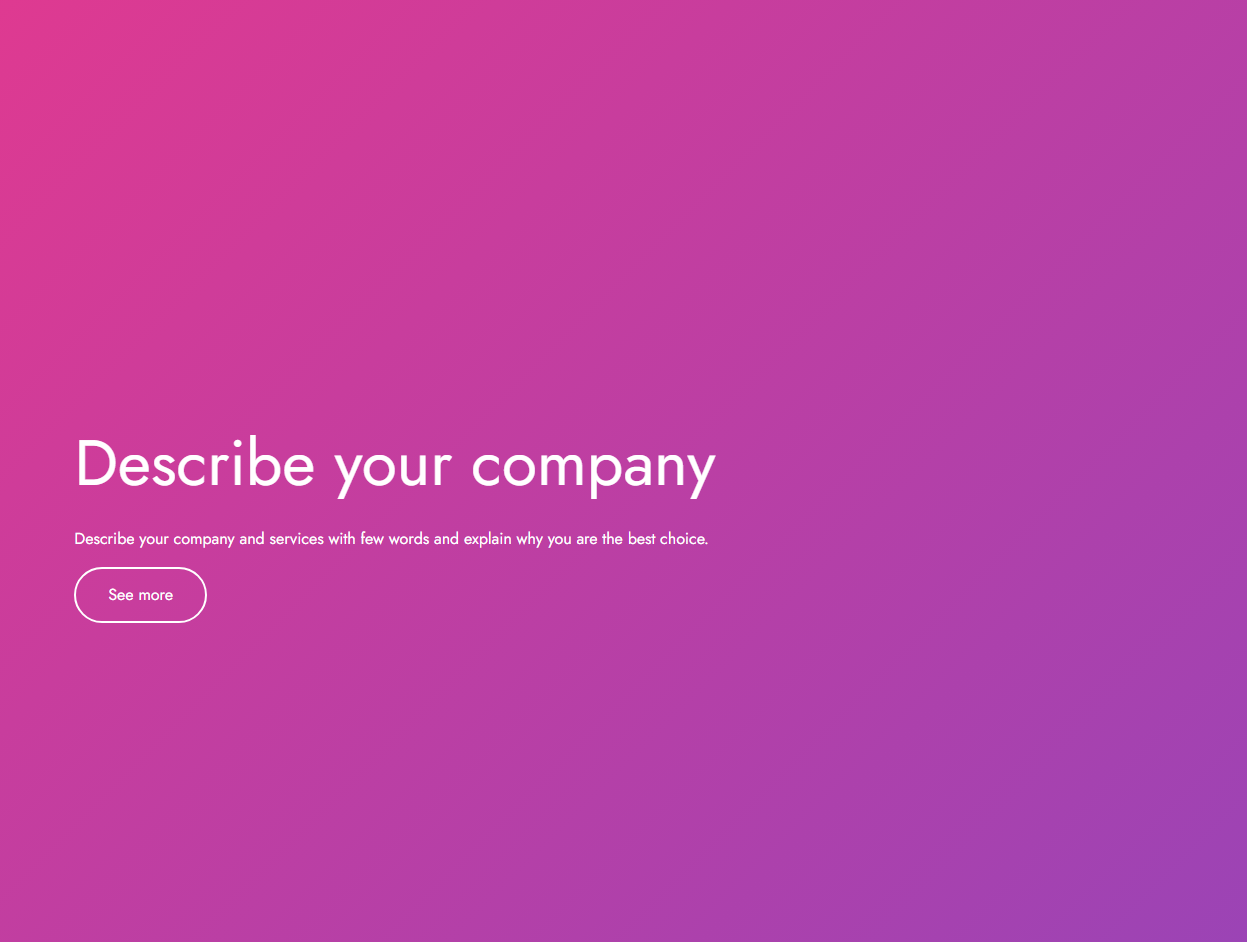 Describe your company
Describe your company and services with few words and explain why you are the best choice.
See more